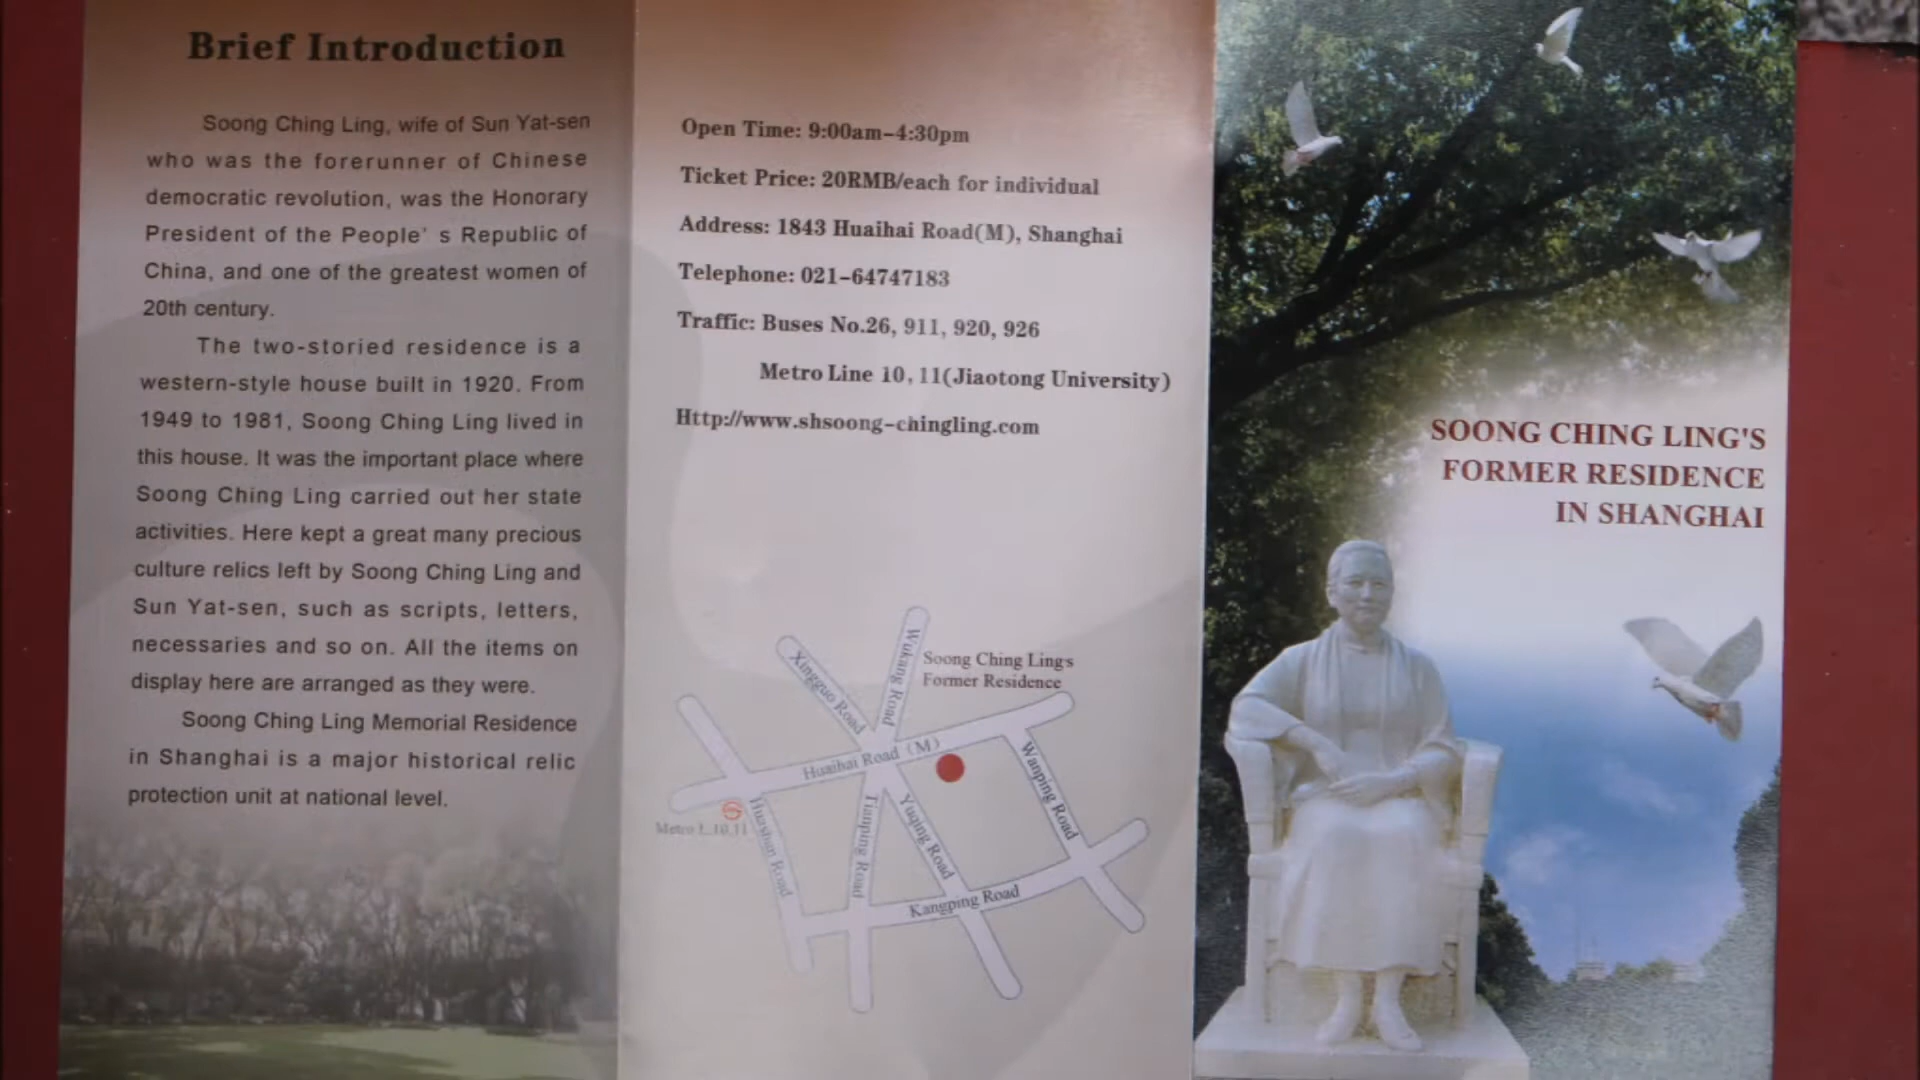 Brief Introduction
Soong Ching Ling, wife of Sun Yat-sen
who was the forerunner of Chinese
democratic revolution, was the Honorary
President of the People' s Republic of
China, and one of the greatest women of
20th century.
The two-storied residence is a
western-style house built in 1920. From
1949 to 1981, Soong Ching Ling lived in
this house. It was the important place where
Soong Ching Ling carried out her state
activities. Here kept a great many precious
culture relics left by Soong Ching Ling and
Sun Yat-sen, such as scripts, letters,
necessaries and so on. All the items on
display here are arranged as they were.
Soong Ching Ling Memorial Residence
in Shanghai is a major historical relic
protection unit at national level.
Open Time: 9:00am-4:30pm
Ticket Price: 20RMB/each for individual
Address: 1843 Huaihai Road(M), Shanghai
Telephone: 021-64747183
Traffic: Buses No.26, 911, 920, 926
Metro Line 10, 11(Jiaotong University)
Http://www.shsoong-chingling.com
Xingguo Road
Wukang Road
Soong Ching Ling's
Former Residence
Huaihai Road (M)
Metro L.10,11
Huashan Road
Tianping Road
Yuqing Road
Wanping Road
Kangping Road
SOONG CHING LING'S
FORMER RESIDENCE
IN SHANGHAI